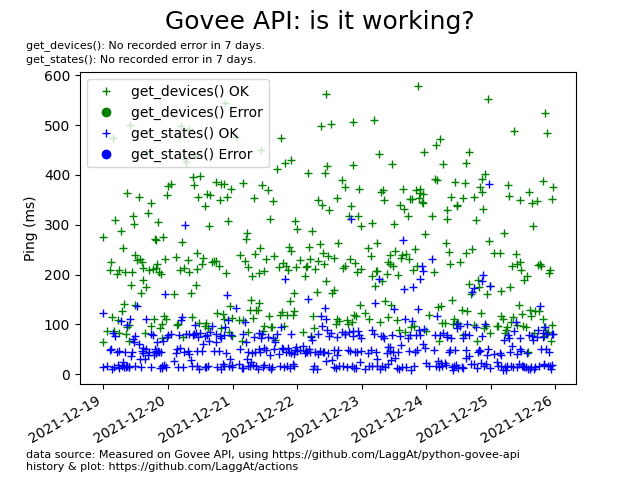 Govee API: is it working?
get_devices(): No recorded error in 7 days.
get_states(): No recorded error in 7 days.
get_devices() OK
get_devices() Error
get_states() OK
get_states() Error
Ping (ms)
600
500
400
300
200
100
0
2021-12-19
2021-12-20
2021-12-21
2021-12-22
2021-12-23
2021-12-24
2021-12-25
2021-12-26
data source: Measured on Govee API, using https://github.com/LaggAt/python-govee-api
history & plot: https://github.com/LaggAt/actions